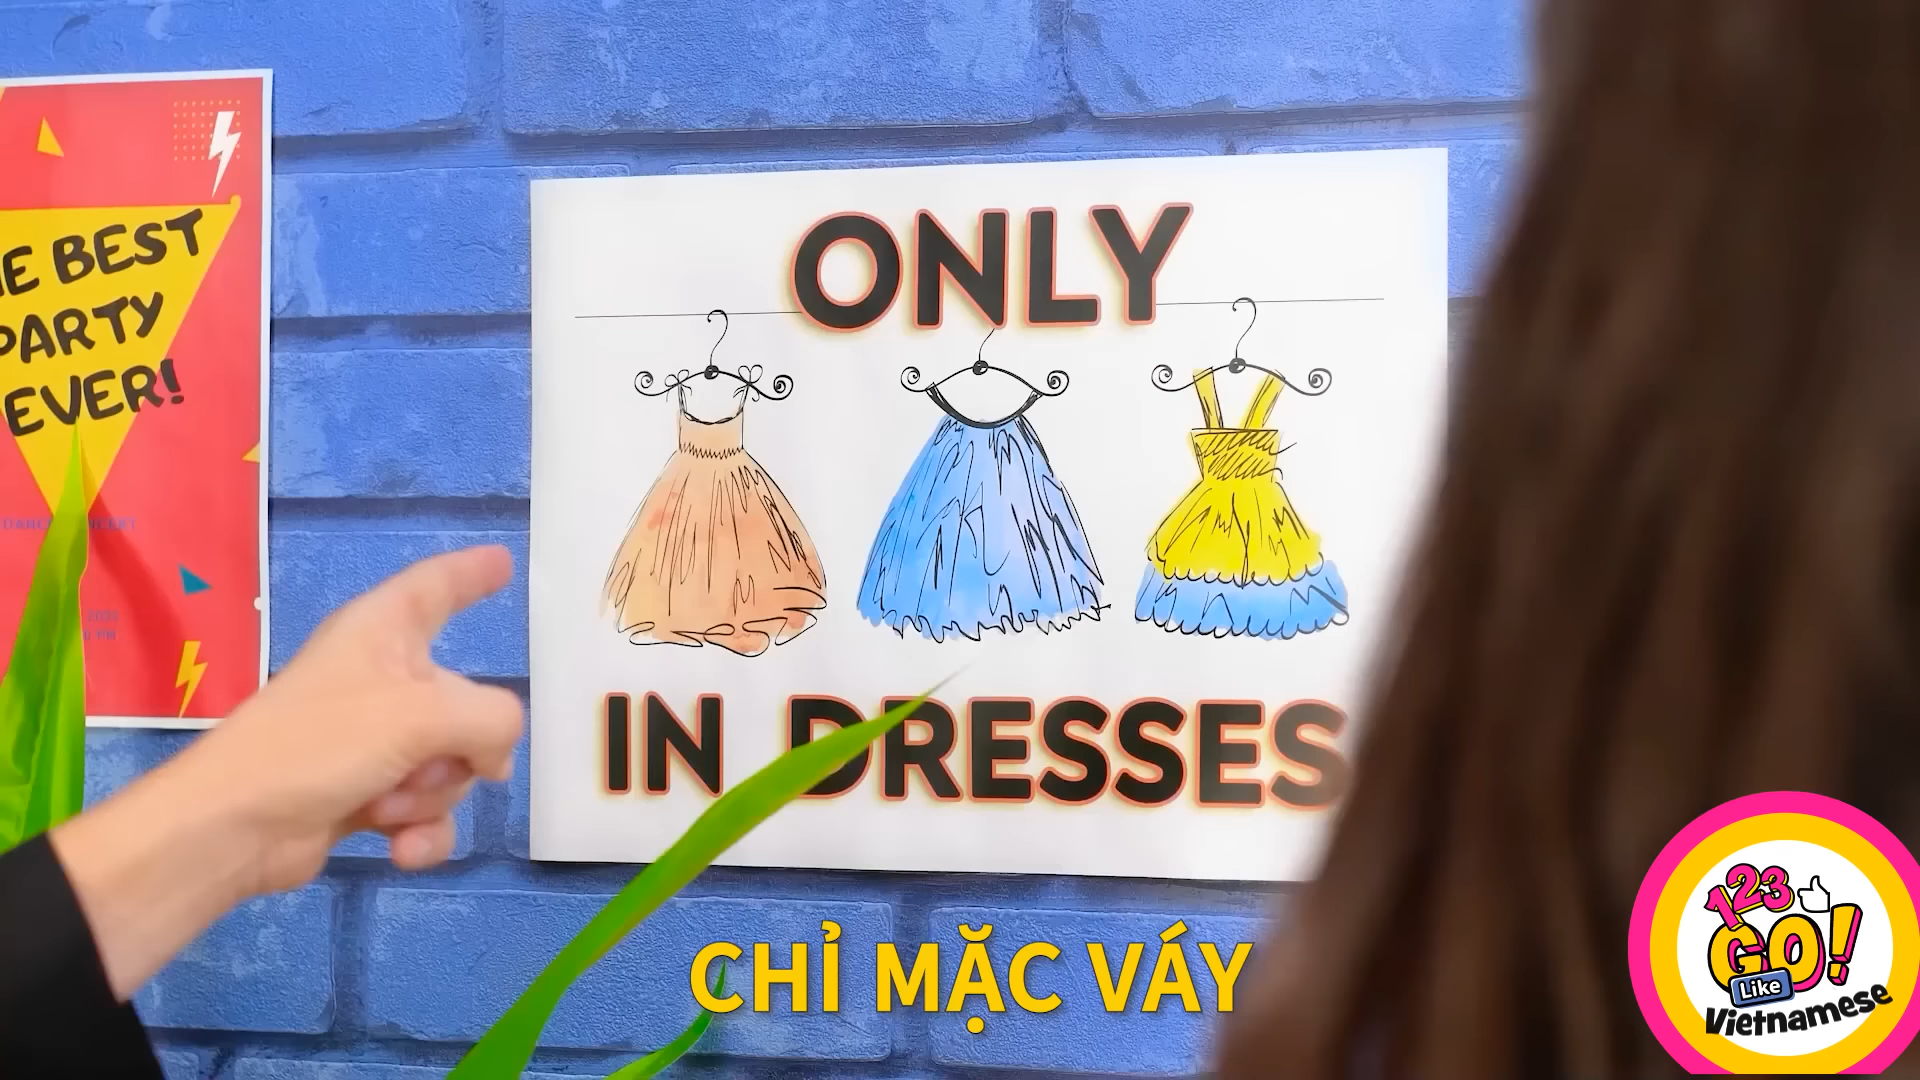 E BEST
PARTY
EVER!
ONLY
IN DRESSES
CHỈ MẶC VÁY
123
GO!
Like
Vietnamese